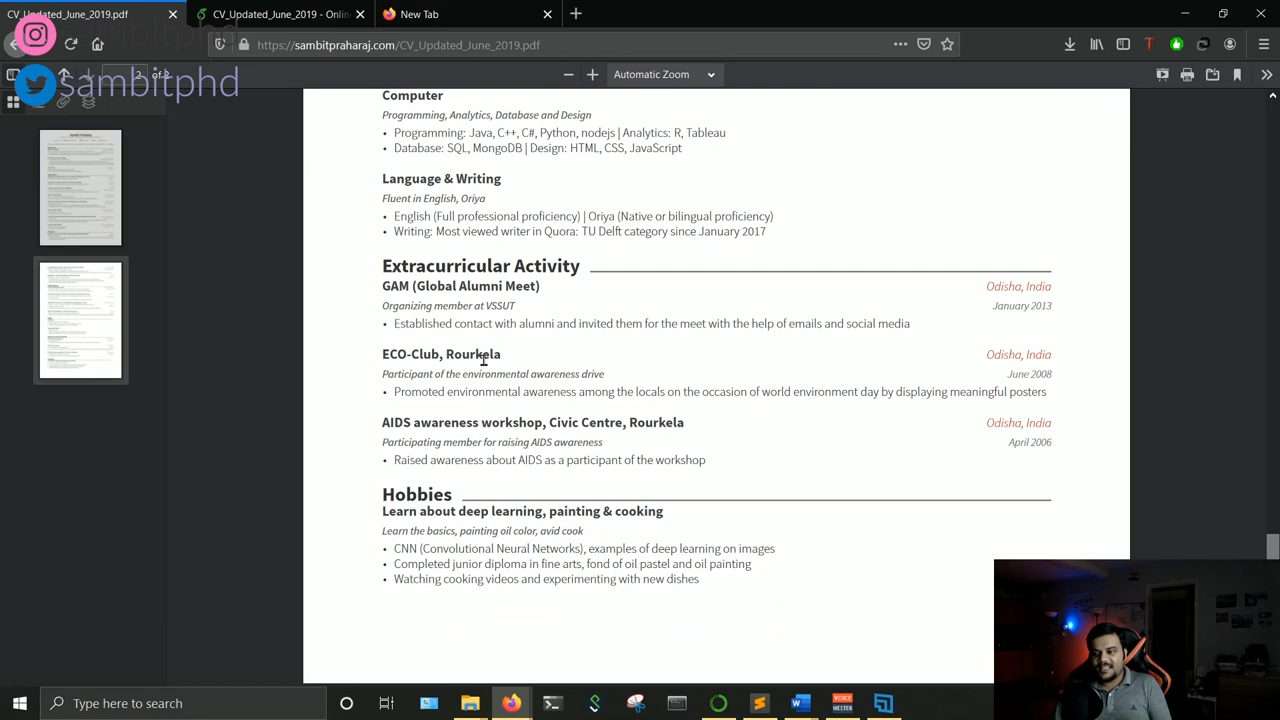 CV_Updated_June_2019.pdf
CV_Updated_June_2019 - Onlin
New Tab
sambitphd
https://sambitpraharaj.com/CV_Updated_June_2019.pdf
sambitphd
2
of 2
Automatic Zoom
Computer
Programming, Analytics, Database and Design
• Programming: Java, C++, C#, Python, nodejs | Analytics: R, Tableau
• Database: SQL, MongoDB | Design: HTML, CSS, JavaScript
Language & Writing
Fluent in English, Oriya
• English (Full professional proficiency) | Oriya (Native or bilingual proficiency)
• Writing: Most viewed writer in Quora: TU Delft category since January 2017
Extracurricular Activity
GAM (Global Alumni Meet) Odisha, India
Organizing member at VSSUT January 2013
• Established contact with alumni and invited them for the meet with the help of emails and social media
ECO-Club, Rourkela Odisha, India
Participant of the environmental awareness drive June 2008
• Promoted environmental awareness among the locals on the occasion of world environment day by displaying meaningful posters
AIDS awareness workshop, Civic Centre, Rourkela Odisha, India
Participating member for raising AIDS awareness April 2006
• Raised awareness about AIDS as a participant of the workshop
Hobbies
Learn about deep learning, painting & cooking
Learn the basics, painting oil color, avid cook
• CNN (Convolutional Neural Networks), examples of deep learning on images
• Completed junior diploma in fine arts, fond of oil pastel and oil painting
• Watching cooking videos and experimenting with new dishes
Type here to search
VOICE
MEETER